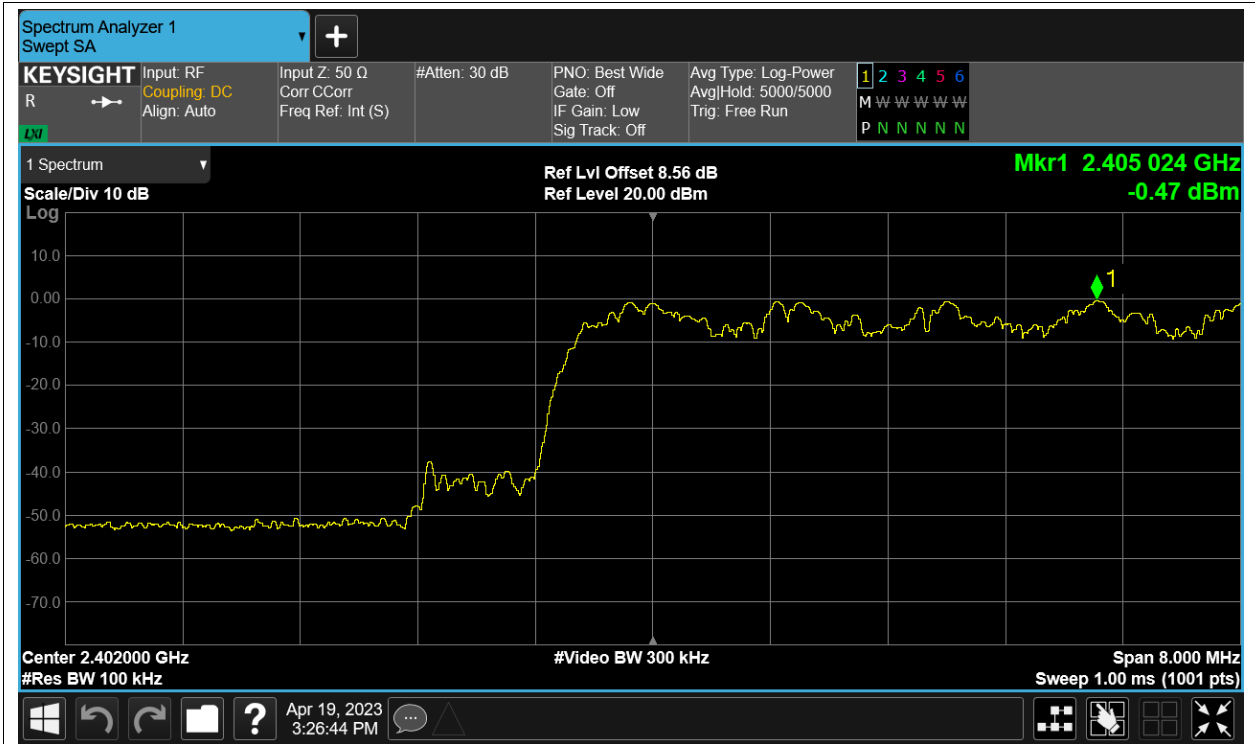 Spectrum Analyzer 1
Swept SA
KEYSIGHT
R
LXI
Input: RF
Coupling: DC
Align: Auto
Input Z: 50 Ω
Corr CCorr
Freq Ref: Int (S)
#Atten: 30 dB
PNO: Best Wide
Gate: Off
IF Gain: Low
Sig Track: Off
Avg Type: Log-Power
Avg|Hold: 5000/5000
Trig: Free Run
1 2 3 4 5 6
M W W W W W
P N N N N N
1 Spectrum
Scale/Div 10 dB
Log
Ref Lvl Offset 8.56 dB
Ref Level 20.00 dBm
Mkr1 2.405 024 GHz
-0.47 dBm
10.0
0.00
-10.0
-20.0
-30.0
-40.0
-50.0
-60.0
-70.0
1
Center 2.402000 GHz
#Res BW 100 kHz
#Video BW 300 kHz
Span 8.000 MHz
Sweep 1.00 ms (1001 pts)
?
Apr 19, 2023
3:26:44 PM